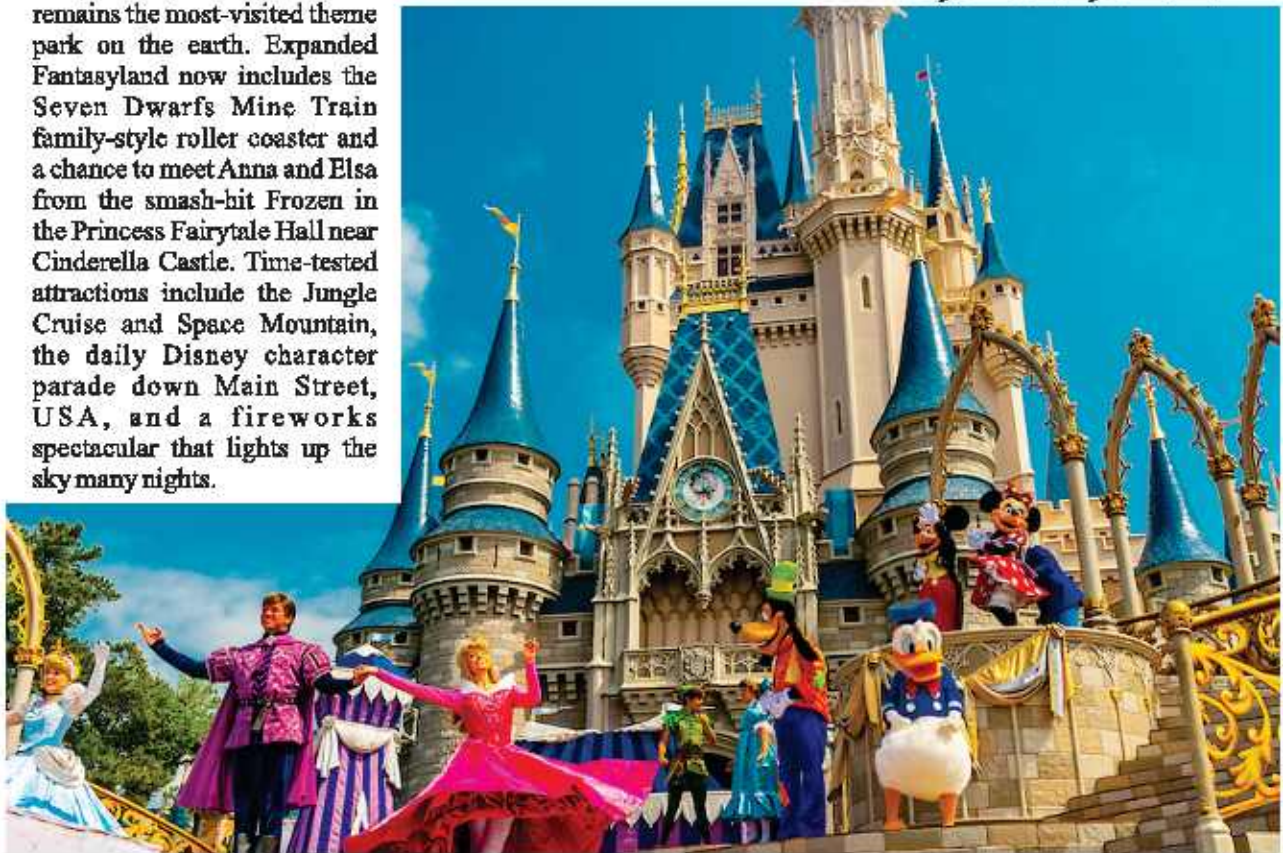 remains the most-visited theme
park on the earth. Expanded
Fantasyland now includes the
Seven Dwarfs Mine Train
family-style roller coaster and
a chance to meet Anna and Elsa
from the smash-hit Frozen in
the Princess Fairytale Hall near
Cinderella Castle. Time-tested
attractions include the Jungle
Cruise and Space Mountain,
the daily Disney character
parade down Main Street,
USA, and a fireworks
spectacular that lights up the
sky many nights.